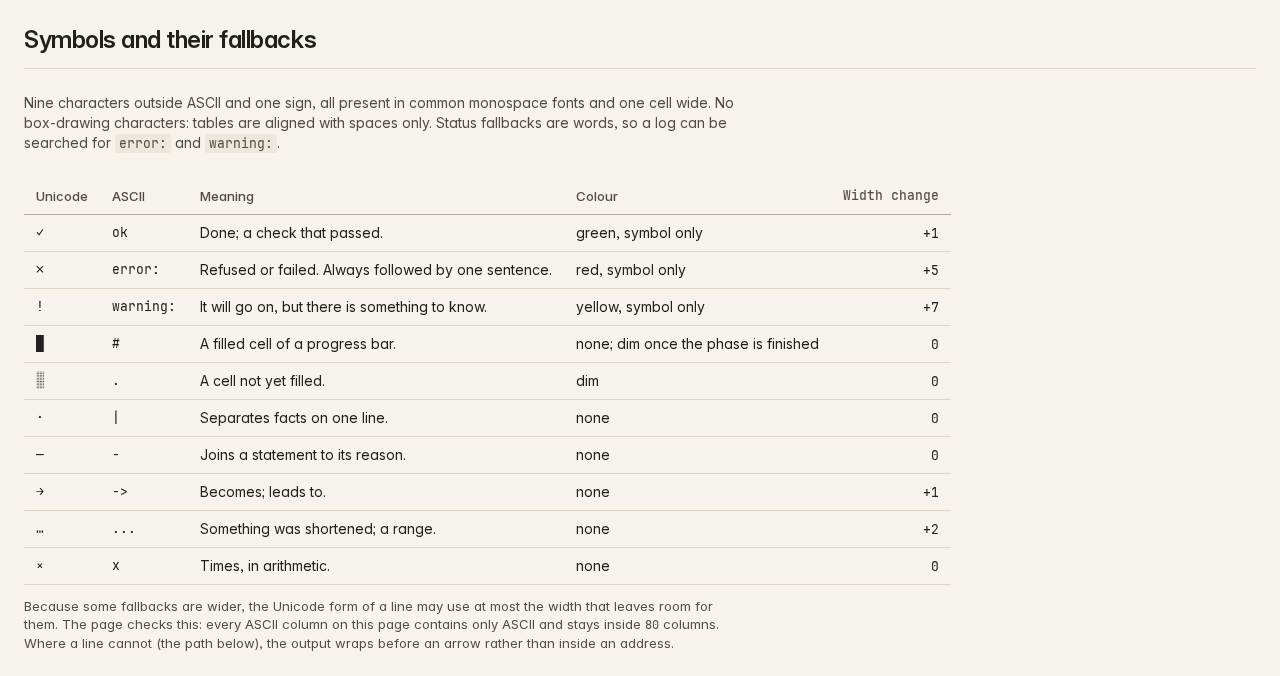 Symbols and their fallbacks
Nine characters outside ASCII and one sign, all present in common monospace fonts and one cell wide. No
box-drawing characters: tables are aligned with spaces only. Status fallbacks are words, so a log can be
searched for error: and warning:.
Unicode ASCII Meaning Colour Width change
✓ ok Done; a check that passed. green, symbol only +1
✕ error: Refused or failed. Always followed by one sentence. red, symbol only +5
! warning: It will go on, but there is something to know. yellow, symbol only +7
█ # A filled cell of a progress bar. none; dim once the phase is finished 0
░ . A cell not yet filled. dim 0
· | Separates facts on one line. none 0
— - Joins a statement to its reason. none 0
→ -> Becomes; leads to. none +1
… ... Something was shortened; a range. none +2
× x Times, in arithmetic. none 0
Because some fallbacks are wider, the Unicode form of a line may use at most the width that leaves room for
them. The page checks this: every ASCII column on this page contains only ASCII and stays inside 80 columns.
Where a line cannot (the path below), the output wraps before an arrow rather than inside an address.